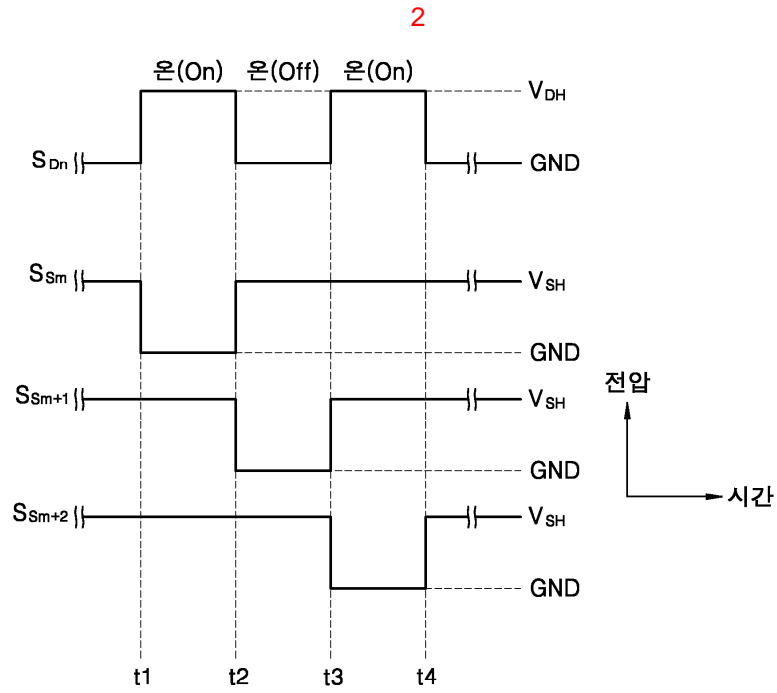 2
온(On) 온(Off) 온(On)
VDH
SDn GND
SSm VSH
GND
SSm+1 VSH
GND
SSm+2 VSH
GND
전압
시간
t1 t2 t3 t4